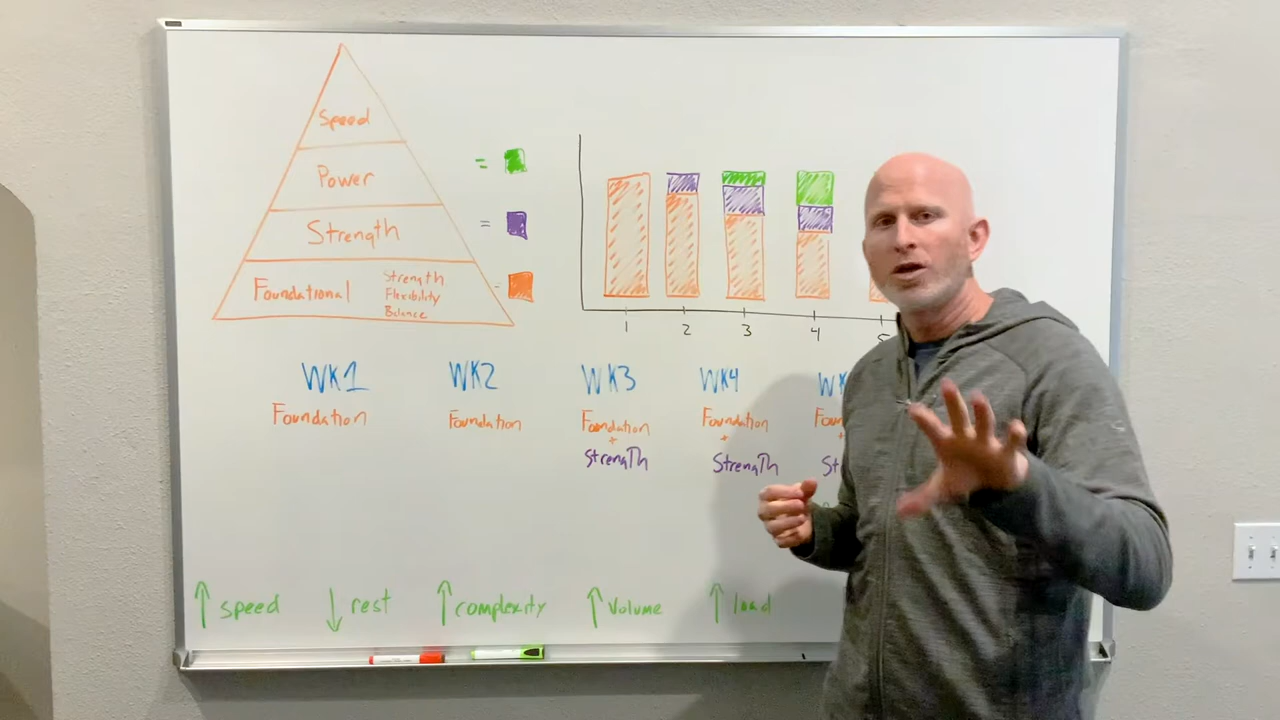 Speed
Power
=
Strength
=
Foundational
Strength
Flexibility
Balance
1 2 3 4
WK1 WK2 WK3 WK4
Foundation Foundation Foundation Foundation
+ +
Strength Strength
↑ speed ↓ rest ↑ complexity ↑ Volume ↑ load